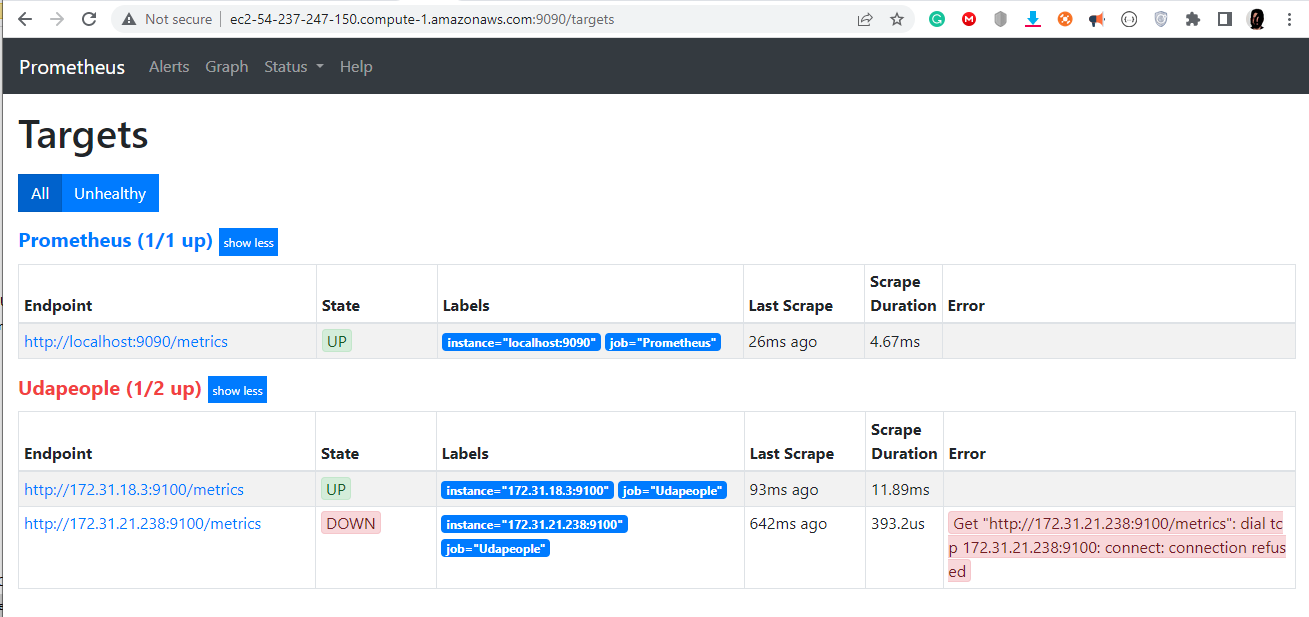 Not secure | ec2-54-237-247-150.compute-1.amazonaws.com:9090/targets
Prometheus Alerts Graph Status Help
Targets
All Unhealthy
Prometheus (1/1 up) show less
Endpoint State Labels Last Scrape Scrape Duration Error
http://localhost:9090/metrics UP instance="localhost:9090" job="Prometheus" 26ms ago 4.67ms
Udapeople (1/2 up) show less
Endpoint State Labels Last Scrape Scrape Duration Error
http://172.31.18.3:9100/metrics UP instance="172.31.18.3:9100" job="Udapeople" 93ms ago 11.89ms
http://172.31.21.238:9100/metrics DOWN instance="172.31.21.238:9100" 642ms ago 393.2us Get "http://172.31.21.238:9100/metrics": dial tc
job="Udapeople" p 172.31.21.238:9100: connect: connection refus
ed